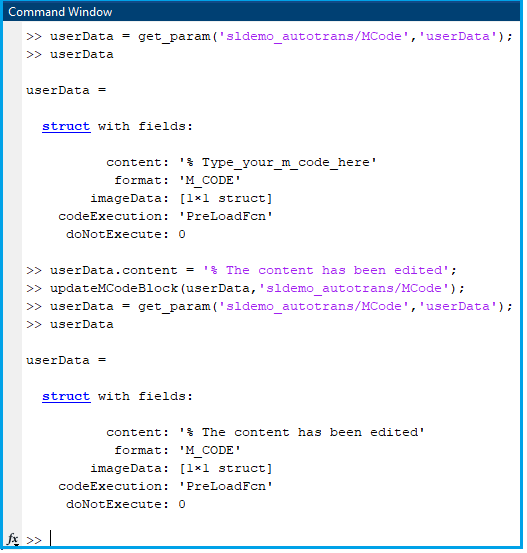 Command Window
>> userData = get_param('sldemo_autotrans/MCode','userData');
>> userData
userData =
struct with fields:
content: '% Type_your_m_code_here'
format: 'M_CODE'
imageData: [1×1 struct]
codeExecution: 'PreLoadFcn'
doNotExecute: 0
>> userData.content = '% The content has been edited';
>> updateMCodeBlock(userData,'sldemo_autotrans/MCode');
>> userData = get_param('sldemo_autotrans/MCode','userData');
>> userData
userData =
struct with fields:
content: '% The content has been edited'
format: 'M_CODE'
imageData: [1×1 struct]
codeExecution: 'PreLoadFcn'
doNotExecute: 0
fx >>